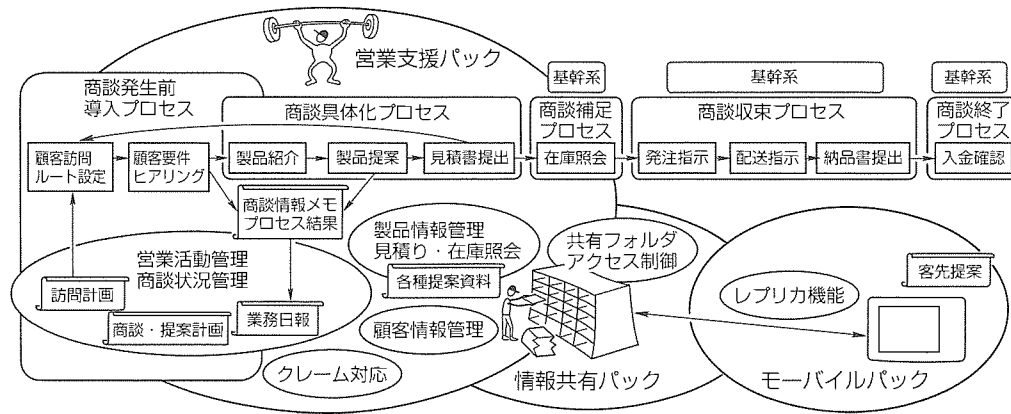 営業支援パック
基幹系
基幹系
基幹系
商談発生前
導入プロセス
商談具体化プロセス
商談補足
プロセス
商談収束プロセス
商談終了
プロセス
顧客訪問
ルート設定
顧客要件
ヒアリング
製品紹介
製品提案
見積書提出
在庫照会
発注指示
配送指示
納品書提出
入金確認
商談情報メモ
プロセス結果
製品情報管理
見積り・在庫照会
各種提案資料
共有フォルダ
アクセス制御
営業活動管理
商談状況管理
訪問計画
商談・提案計画
業務日報
顧客情報管理
クレーム対応
情報共有パック
レプリカ機能
客先提案
モーバイルパック